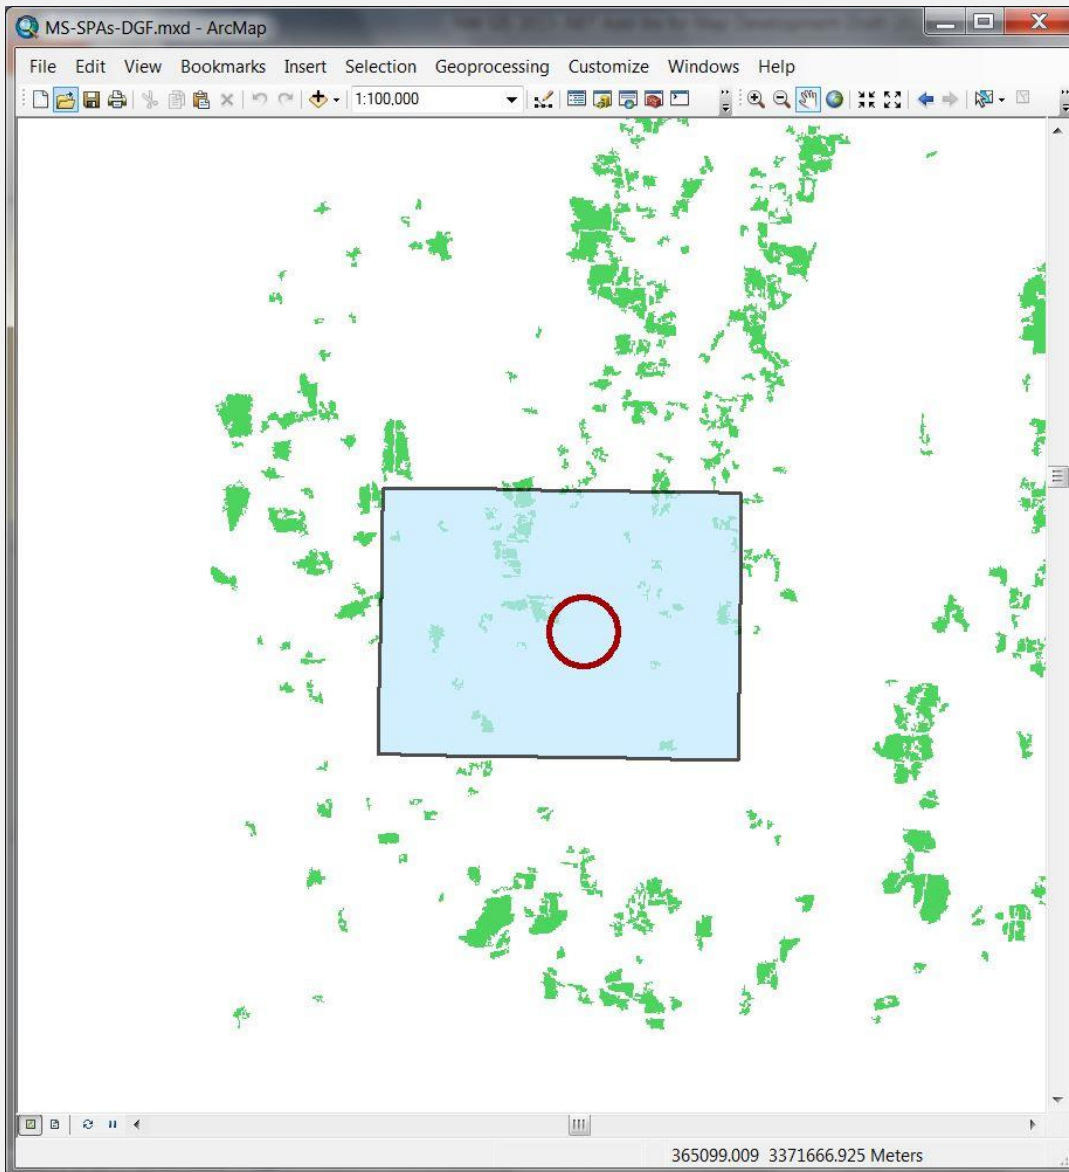 MS-SPAs-DGF.mxd - ArcMap
File Edit View Bookmarks Insert Selection Geoprocessing Customize Windows Help
1:100,000
365099.009 3371666.925 Meters